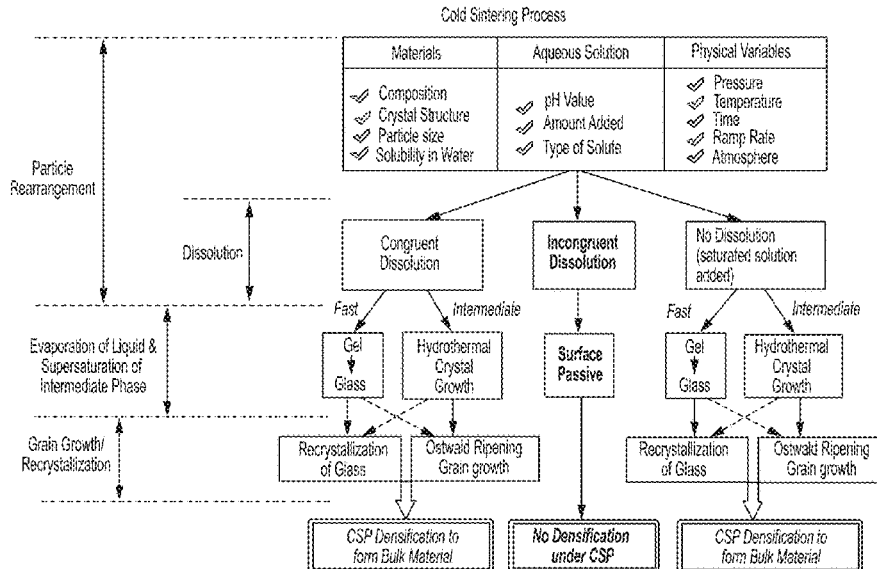 Cold Sintering Process
Materials
Aqueous Solution
Physical Variables
Composition
Crystal Structure
Particle size
Solubility in Water
pH Value
Amount Added
Type of Solute
Pressure
Temperature
Time
Ramp Rate
Atmosphere
Particle
Rearrangement
Dissolution
Congruent
Dissolution
Incongruent
Dissolution
No Dissolution
(saturated solution
added)
Fast
Intermediate
Fast
Intermediate
Evaporation of Liquid &
Supersaturation of
Intermediate Phase
Gel
Glass
Hydrothermal
Crystal
Growth
Surface
Passive
Gel
Glass
Hydrothermal
Crystal
Growth
Grain Growth/
Recrystallization
Recrystallization
of Glass
Ostwald Ripening
Grain growth
Recrystallization
of Glass
Ostwald Ripening
Grain growth
CSP Densification to
form Bulk Material
No Densification
under CSP
CSP Densification to
form Bulk Material